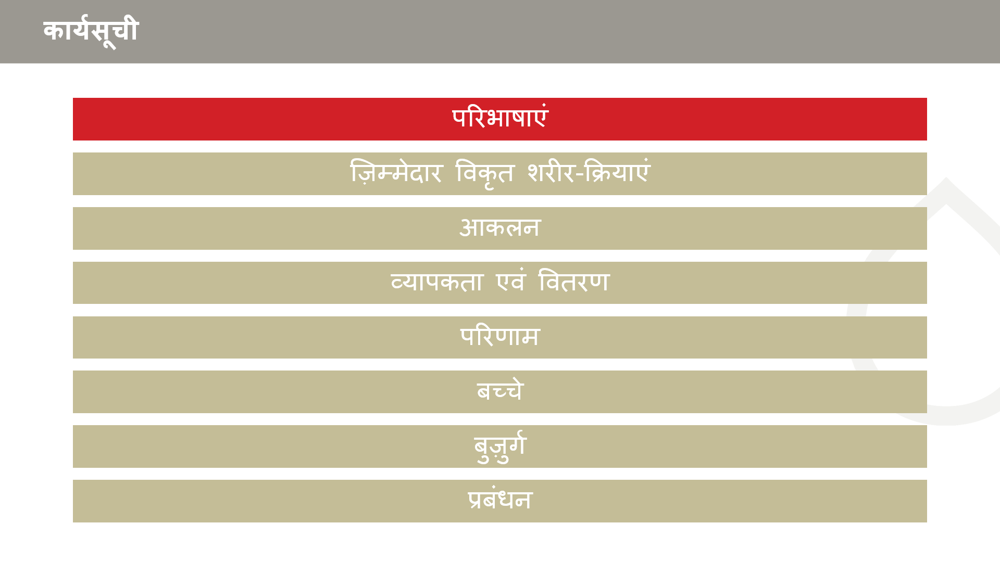 कार्यसूची
परिभाषाएं
ज़िम्मेदार विकृत शरीर-क्रियाएं
आकलन
व्यापकता एवं वितरण
परिणाम
बच्चे
बुज़ुर्ग
प्रबंधन